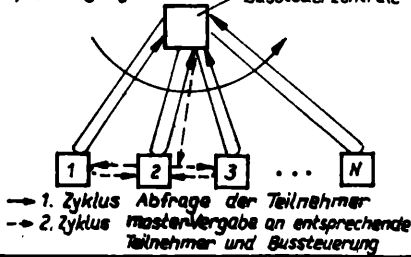 Bussteuerzentrale
1 2 3 ... N
→ 1. Zyklus Abfrage der Teilnehmer
--→ 2. Zyklus mastervergabe an entsprechende
Teilnehmer und Bussteuerung